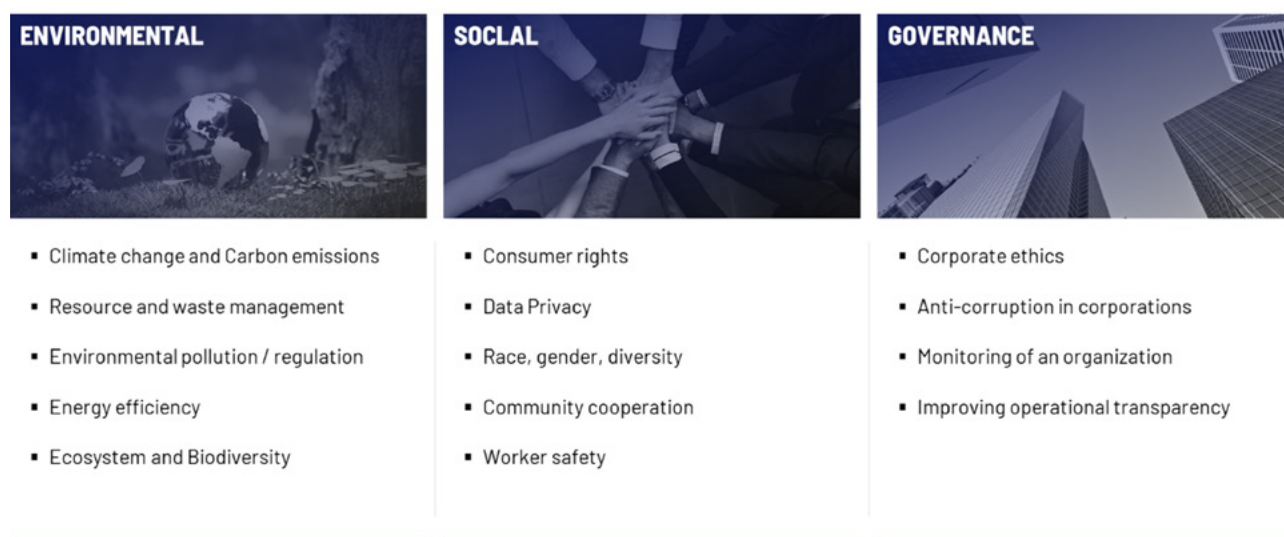 ENVIRONMENTAL
▪ Climate change and Carbon emissions
▪ Resource and waste management
▪ Environmental pollution / regulation
▪ Energy efficiency
▪ Ecosystem and Biodiversity
SOCLAL
▪ Consumer rights
▪ Data Privacy
▪ Race, gender, diversity
▪ Community cooperation
▪ Worker safety
GOVERNANCE
▪ Corporate ethics
▪ Anti-corruption in corporations
▪ Monitoring of an organization
▪ Improving operational transparency